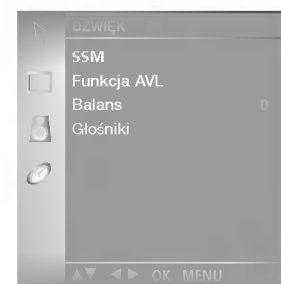 DŹWIĘK
SSM
Funkcja AVL
Balans 0
Głośniki
▲▼ ◄► OK MENU